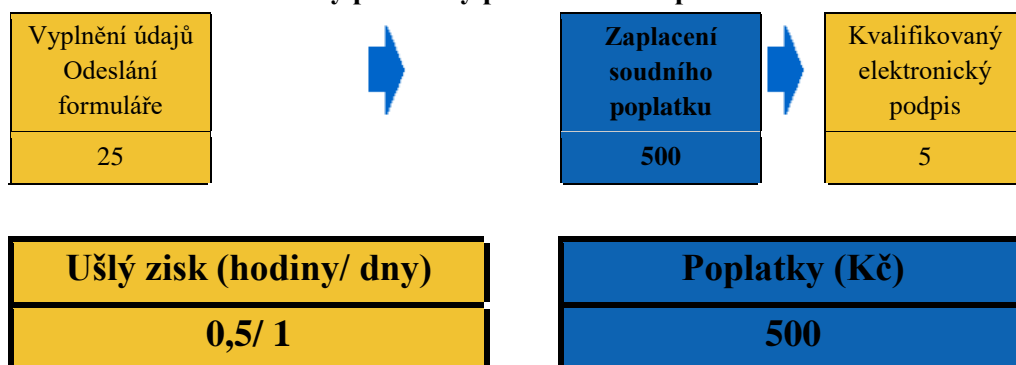 Vyplnění údajů
Odeslání
formuláře
25
Zaplacení
soudního
poplatku
500
Kvalifikovaný
elektronický
podpis
5
Ušlý zisk (hodiny/ dny)
0,5/ 1
Poplatky (Kč)
500